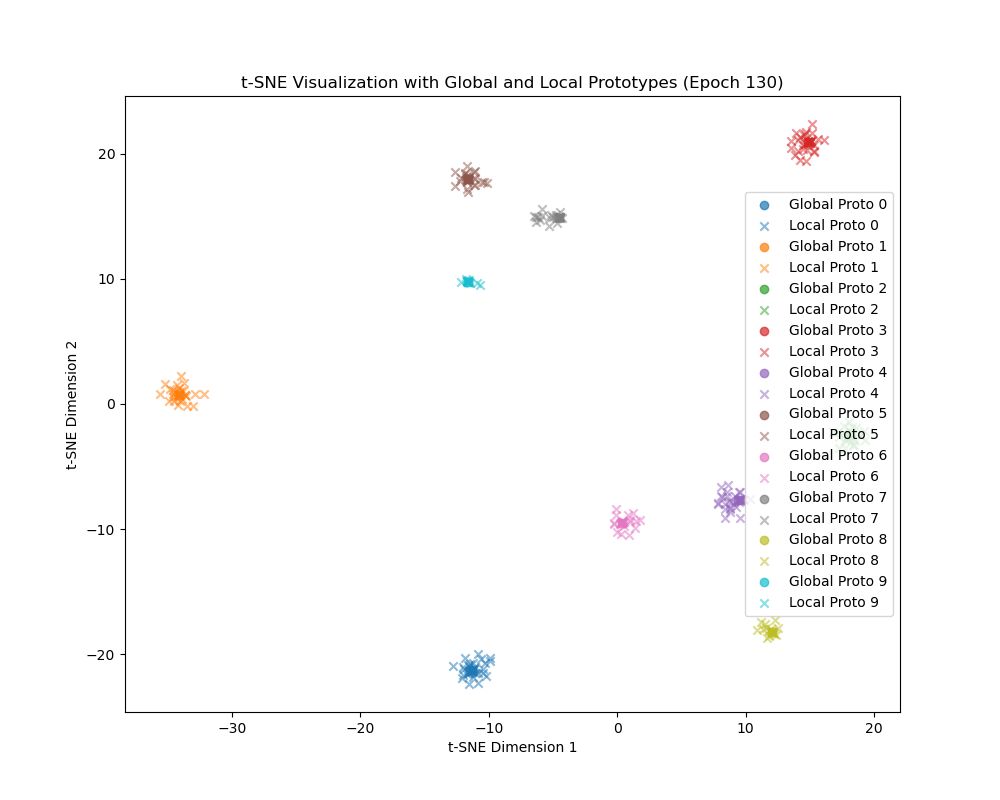 t-SNE Visualization with Global and Local Prototypes (Epoch 130)
t-SNE Dimension 2
20
10
0
−10
−20
Global Proto 0
Local Proto 0
Global Proto 1
Local Proto 1
Global Proto 2
Local Proto 2
Global Proto 3
Local Proto 3
Global Proto 4
Local Proto 4
Global Proto 5
Local Proto 5
Global Proto 6
Local Proto 6
Global Proto 7
Local Proto 7
Global Proto 8
Local Proto 8
Global Proto 9
Local Proto 9
−30 −20 −10 0 10 20
t-SNE Dimension 1